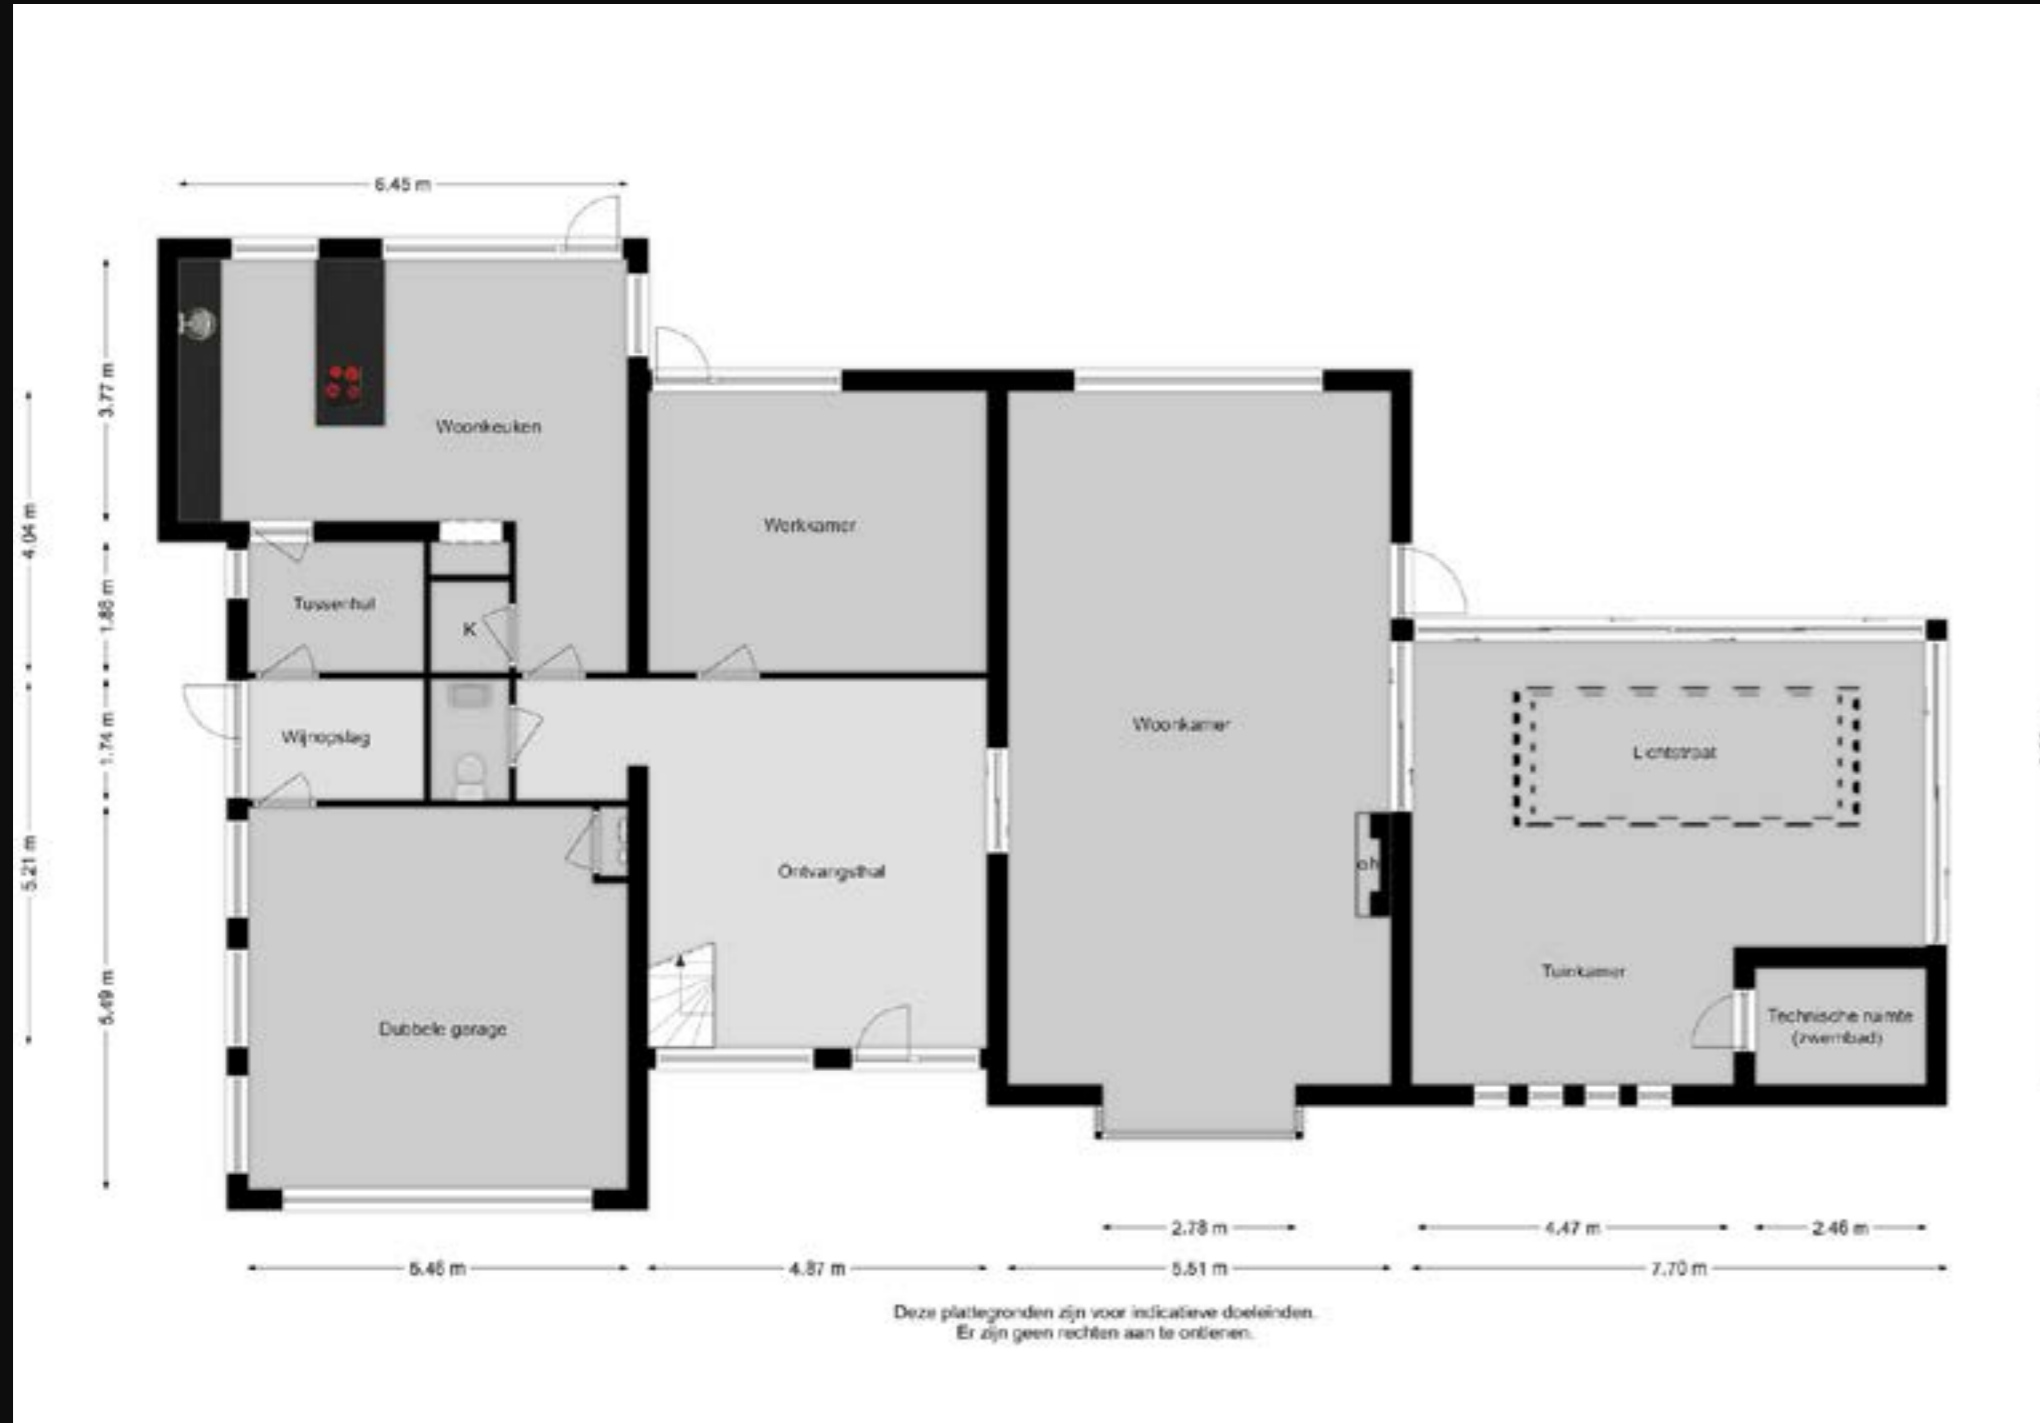 6.45 m
3.77 m
4.04 m
Woonkeuken
Werkkamer
Tussenhal
1.86 m
K
Woonkamer
Wijnopslag
1.74 m
Lichtstraat
5.21 m
oh
Ontvangsthal
Tuinkamer
5.49 m
Technische ruimte
(zwembad)
Dubbele garage
2.78 m
4.47 m
2.46 m
5.46 m
4.87 m
5.51 m
7.70 m
Deze plattegronden zijn voor indicatieve doeleinden.
Er zijn geen rechten aan te ontlenen.